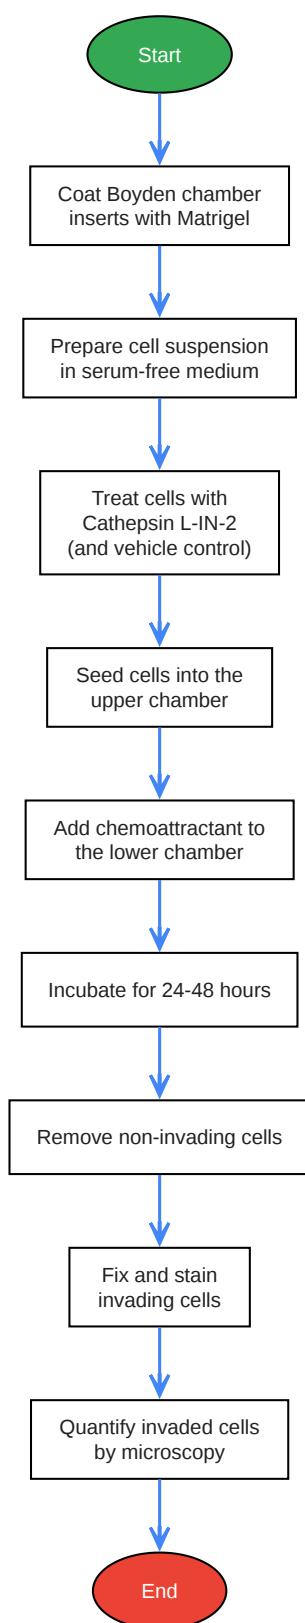 Start
Coat Boyden chamber
inserts with Matrigel
Prepare cell suspension
in serum-free medium
Treat cells with
Cathepsin L-IN-2
(and vehicle control)
Seed cells into the
upper chamber
Add chemoattractant to
the lower chamber
Incubate for 24-48 hours
Remove non-invading cells
Fix and stain
invading cells
Quantify invaded cells
by microscopy
End